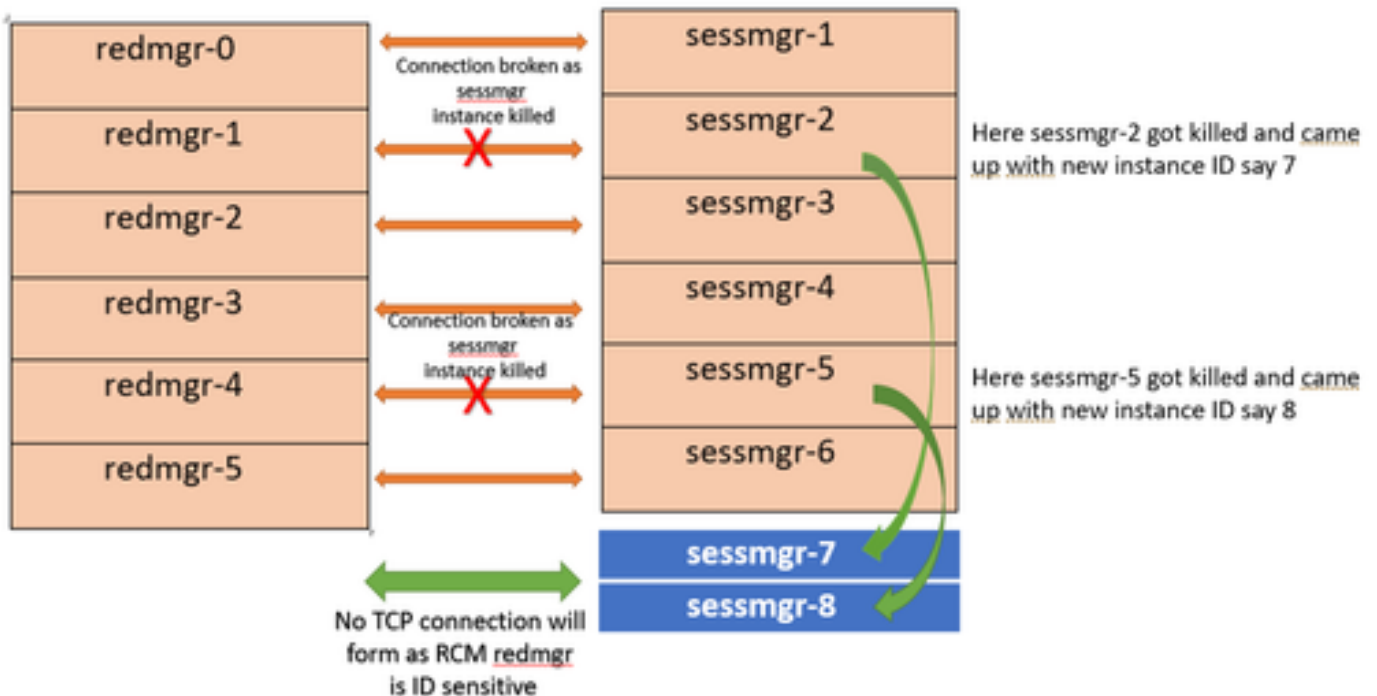 redmgr-0
redmgr-1
redmgr-2
redmgr-3
redmgr-4
redmgr-5
Connection broken as
sessmgr
instance killed
X
Connection broken as
sessmgr
instance killed
X
No TCP connection will
form as RCM redmgr
is ID sensitive
sessmgr-1
sessmgr-2
sessmgr-3
sessmgr-4
sessmgr-5
sessmgr-6
sessmgr-7
sessmgr-8
Here sessmgr-2 got killed and came
up with new instance ID say 7
Here sessmgr-5 got killed and came
up with new instance ID say 8